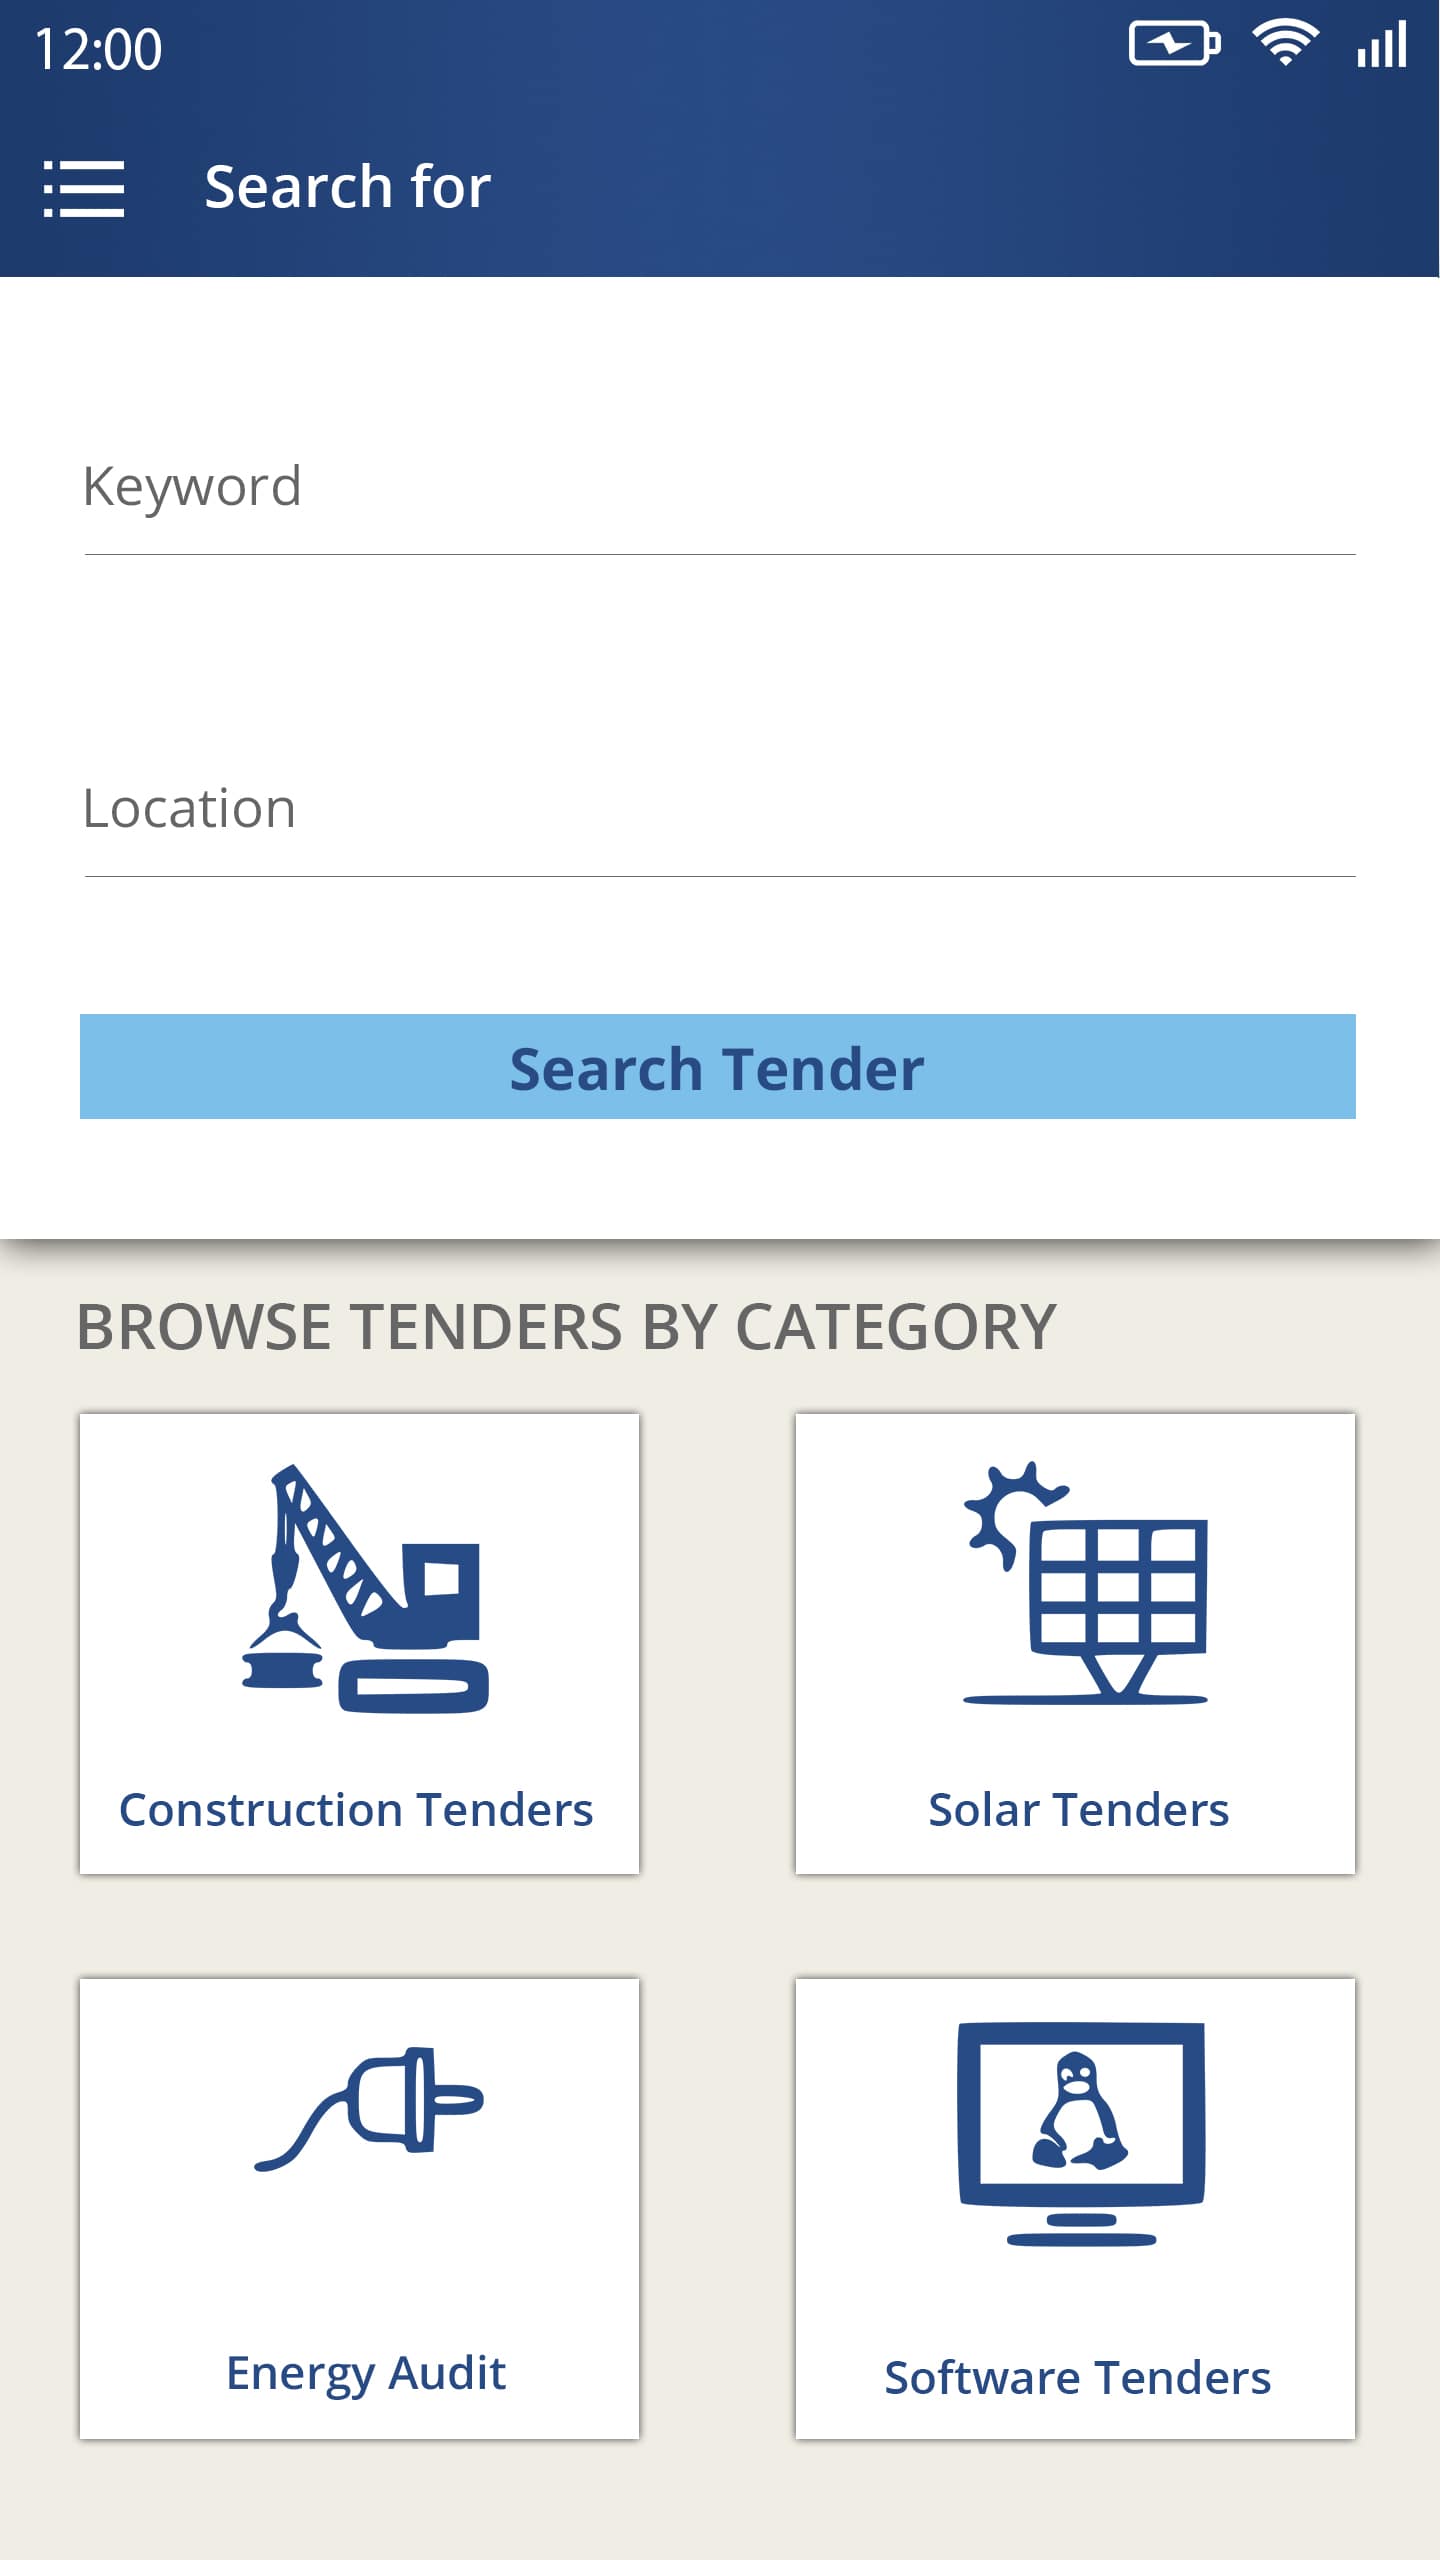 12:00
Search for
Keyword
Location
Search Tender
BROWSE TENDERS BY CATEGORY
Construction Tenders
Solar Tenders
Energy Audit
Software Tenders